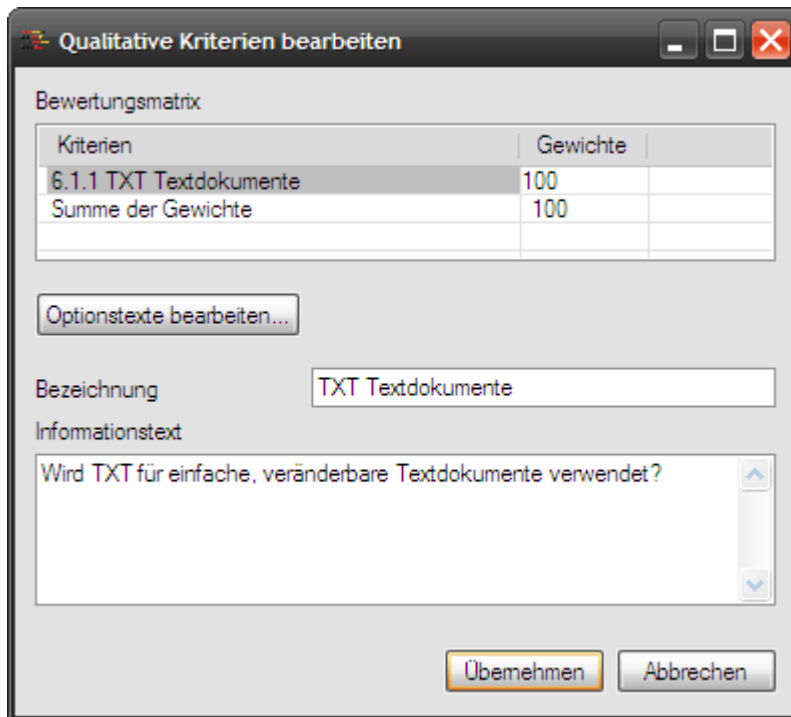 Qualitative Kriterien bearbeiten
Bewertungsmatrix
Kriterien Gewichte
6.1.1 TXT Textdokumente 100
Summe der Gewichte 100
Optionstexte bearbeiten...
Bezeichnung TXT Textdokumente
Informationstext
Wird TXT für einfache, veränderbare Textdokumente verwendet?
Übernehmen Abbrechen